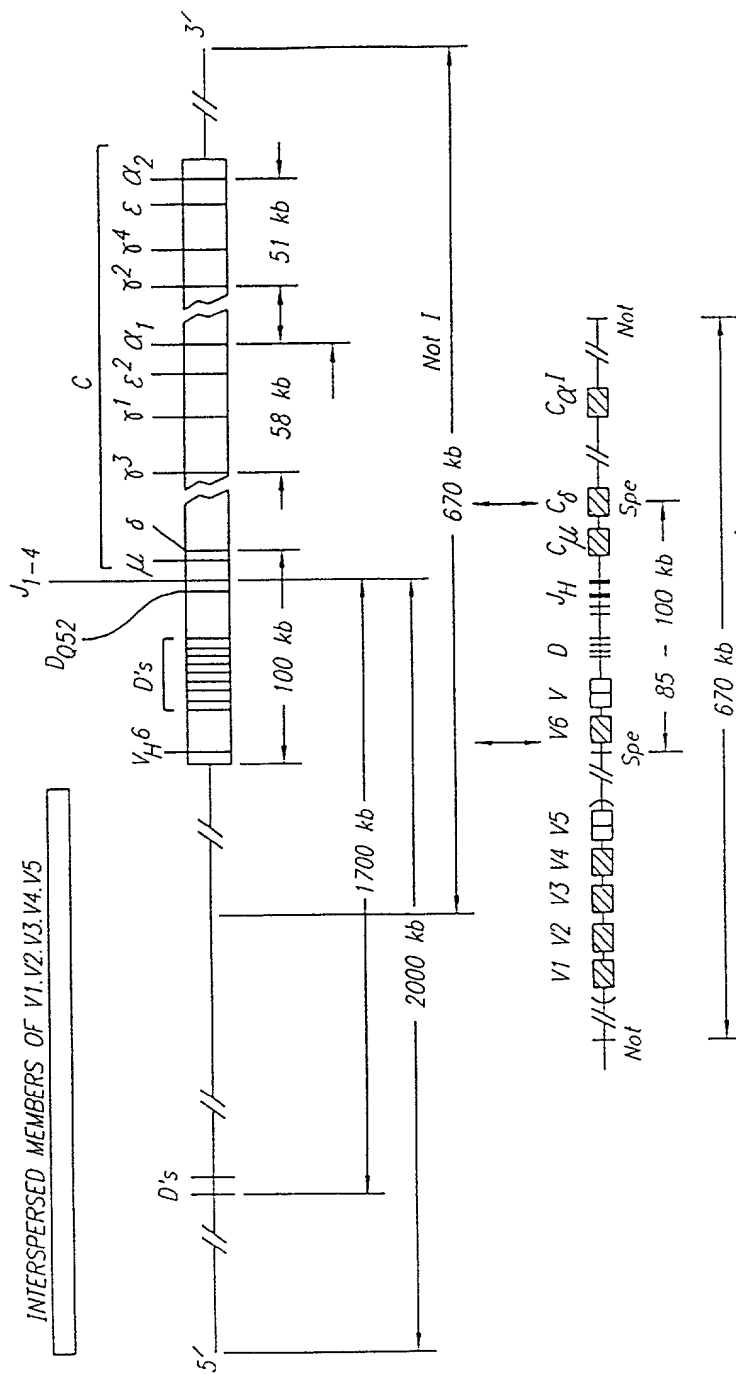 INTERSPERSED MEMBERS OF V1.V2.V3.V4.V5
5′
D's
V_H6
D's
D_Q52
J_1-4
μ
δ
C
γ3
γ1
ε2
α_1
γ2
γ4
ε
α_2
3′
100 kb
58 kb
51 kb
1700 kb
2000 kb
Not I
670 kb
V1 V2 V3 V4 V5 V6 V D J_H C_μ C_δ C_α1
Not
Spe
Spe
Not
85 – 100 kb
670 kb